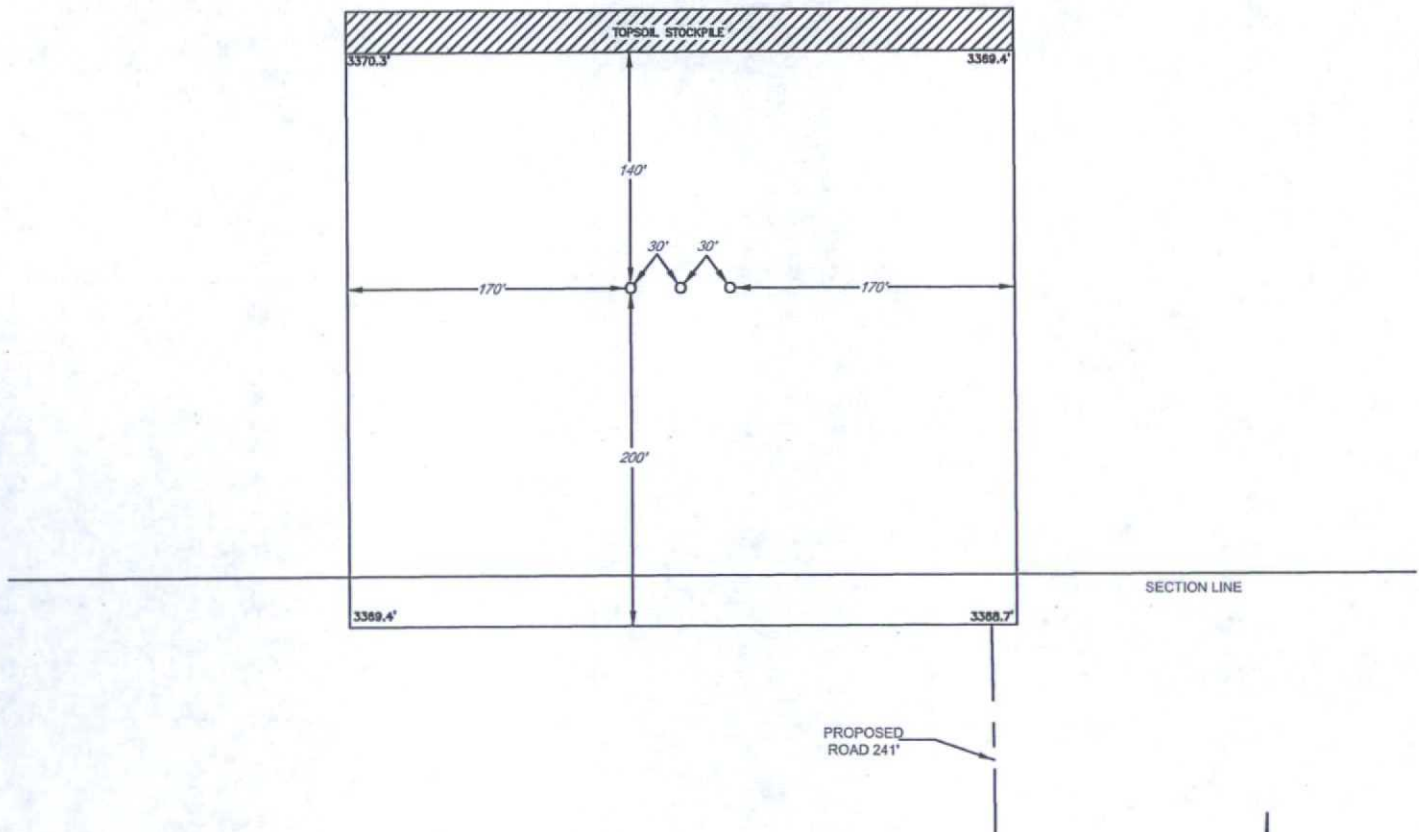 TOPSOIL STOCKPILE
3370.3' 3369.4'
140'
30' 30'
170' 170'
200'
SECTION LINE
3369.4' 3368.7'
PROPOSED
ROAD 241'